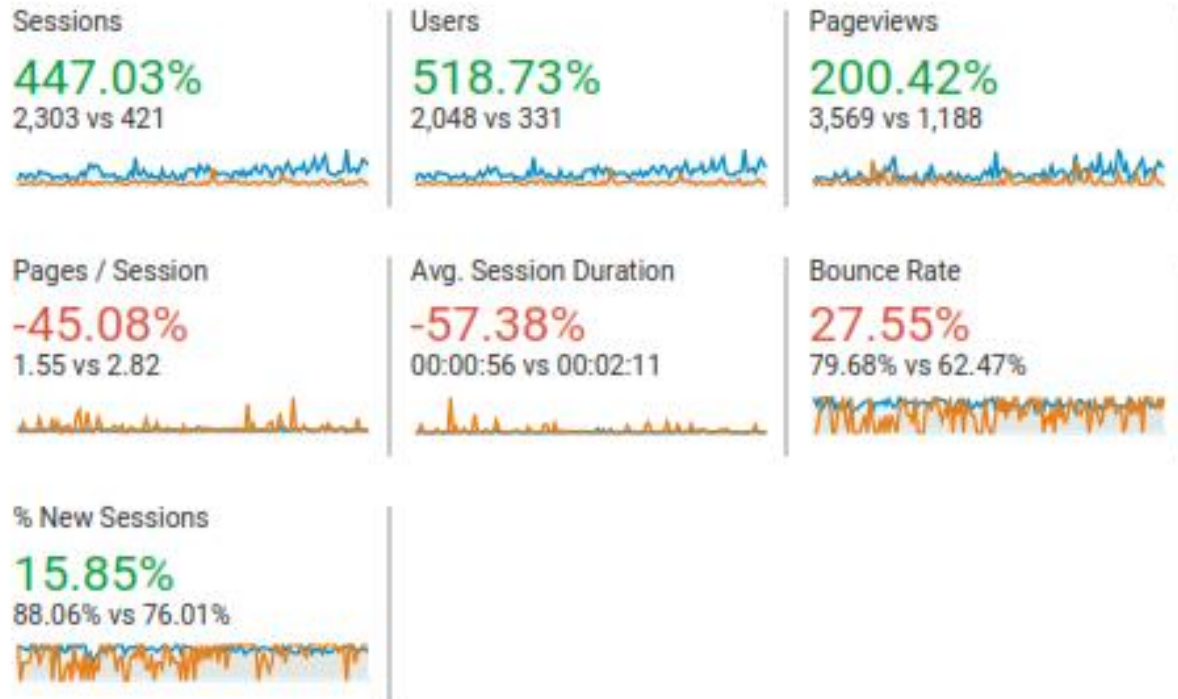 Sessions
447.03%
2,303 vs 421
Users
518.73%
2,048 vs 331
Pageviews
200.42%
3,569 vs 1,188
Pages / Session
-45.08%
1.55 vs 2.82
Avg. Session Duration
-57.38%
00:00:56 vs 00:02:11
Bounce Rate
27.55%
79.68% vs 62.47%
% New Sessions
15.85%
88.06% vs 76.01%